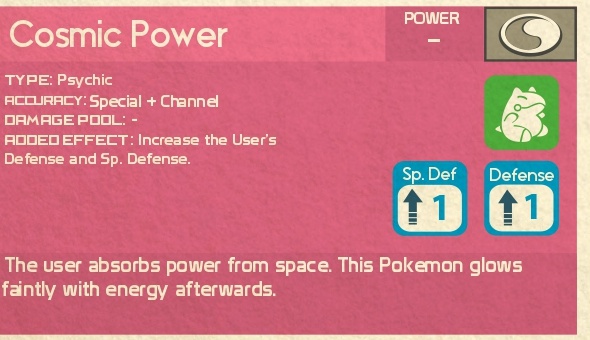 Cosmic Power
POWER
–
TYPE: Psychic
ACCURACY: Special + Channel
DAMAGE POOL: -
ADDED EFFECT: Increase the User's
Defense and Sp. Defense.
Sp. Def
1
Defense
1
The user absorbs power from space. This Pokemon glows
faintly with energy afterwards.